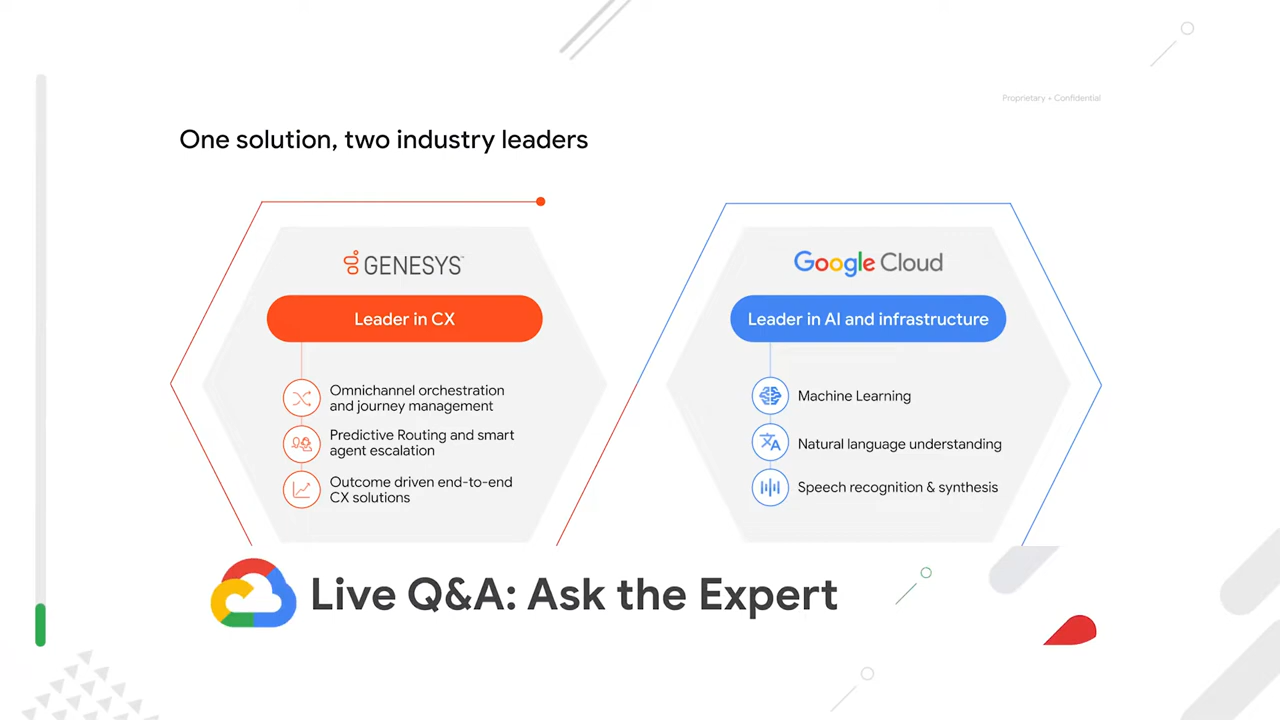 Proprietary + Confidential
One solution, two industry leaders
GENESYS™
Leader in CX
Omnichannel orchestration
and journey management
Predictive Routing and smart
agent escalation
Outcome driven end-to-end
CX solutions
Google Cloud
Leader in AI and infrastructure
Machine Learning
Natural language understanding
Speech recognition & synthesis
Live Q&A: Ask the Expert